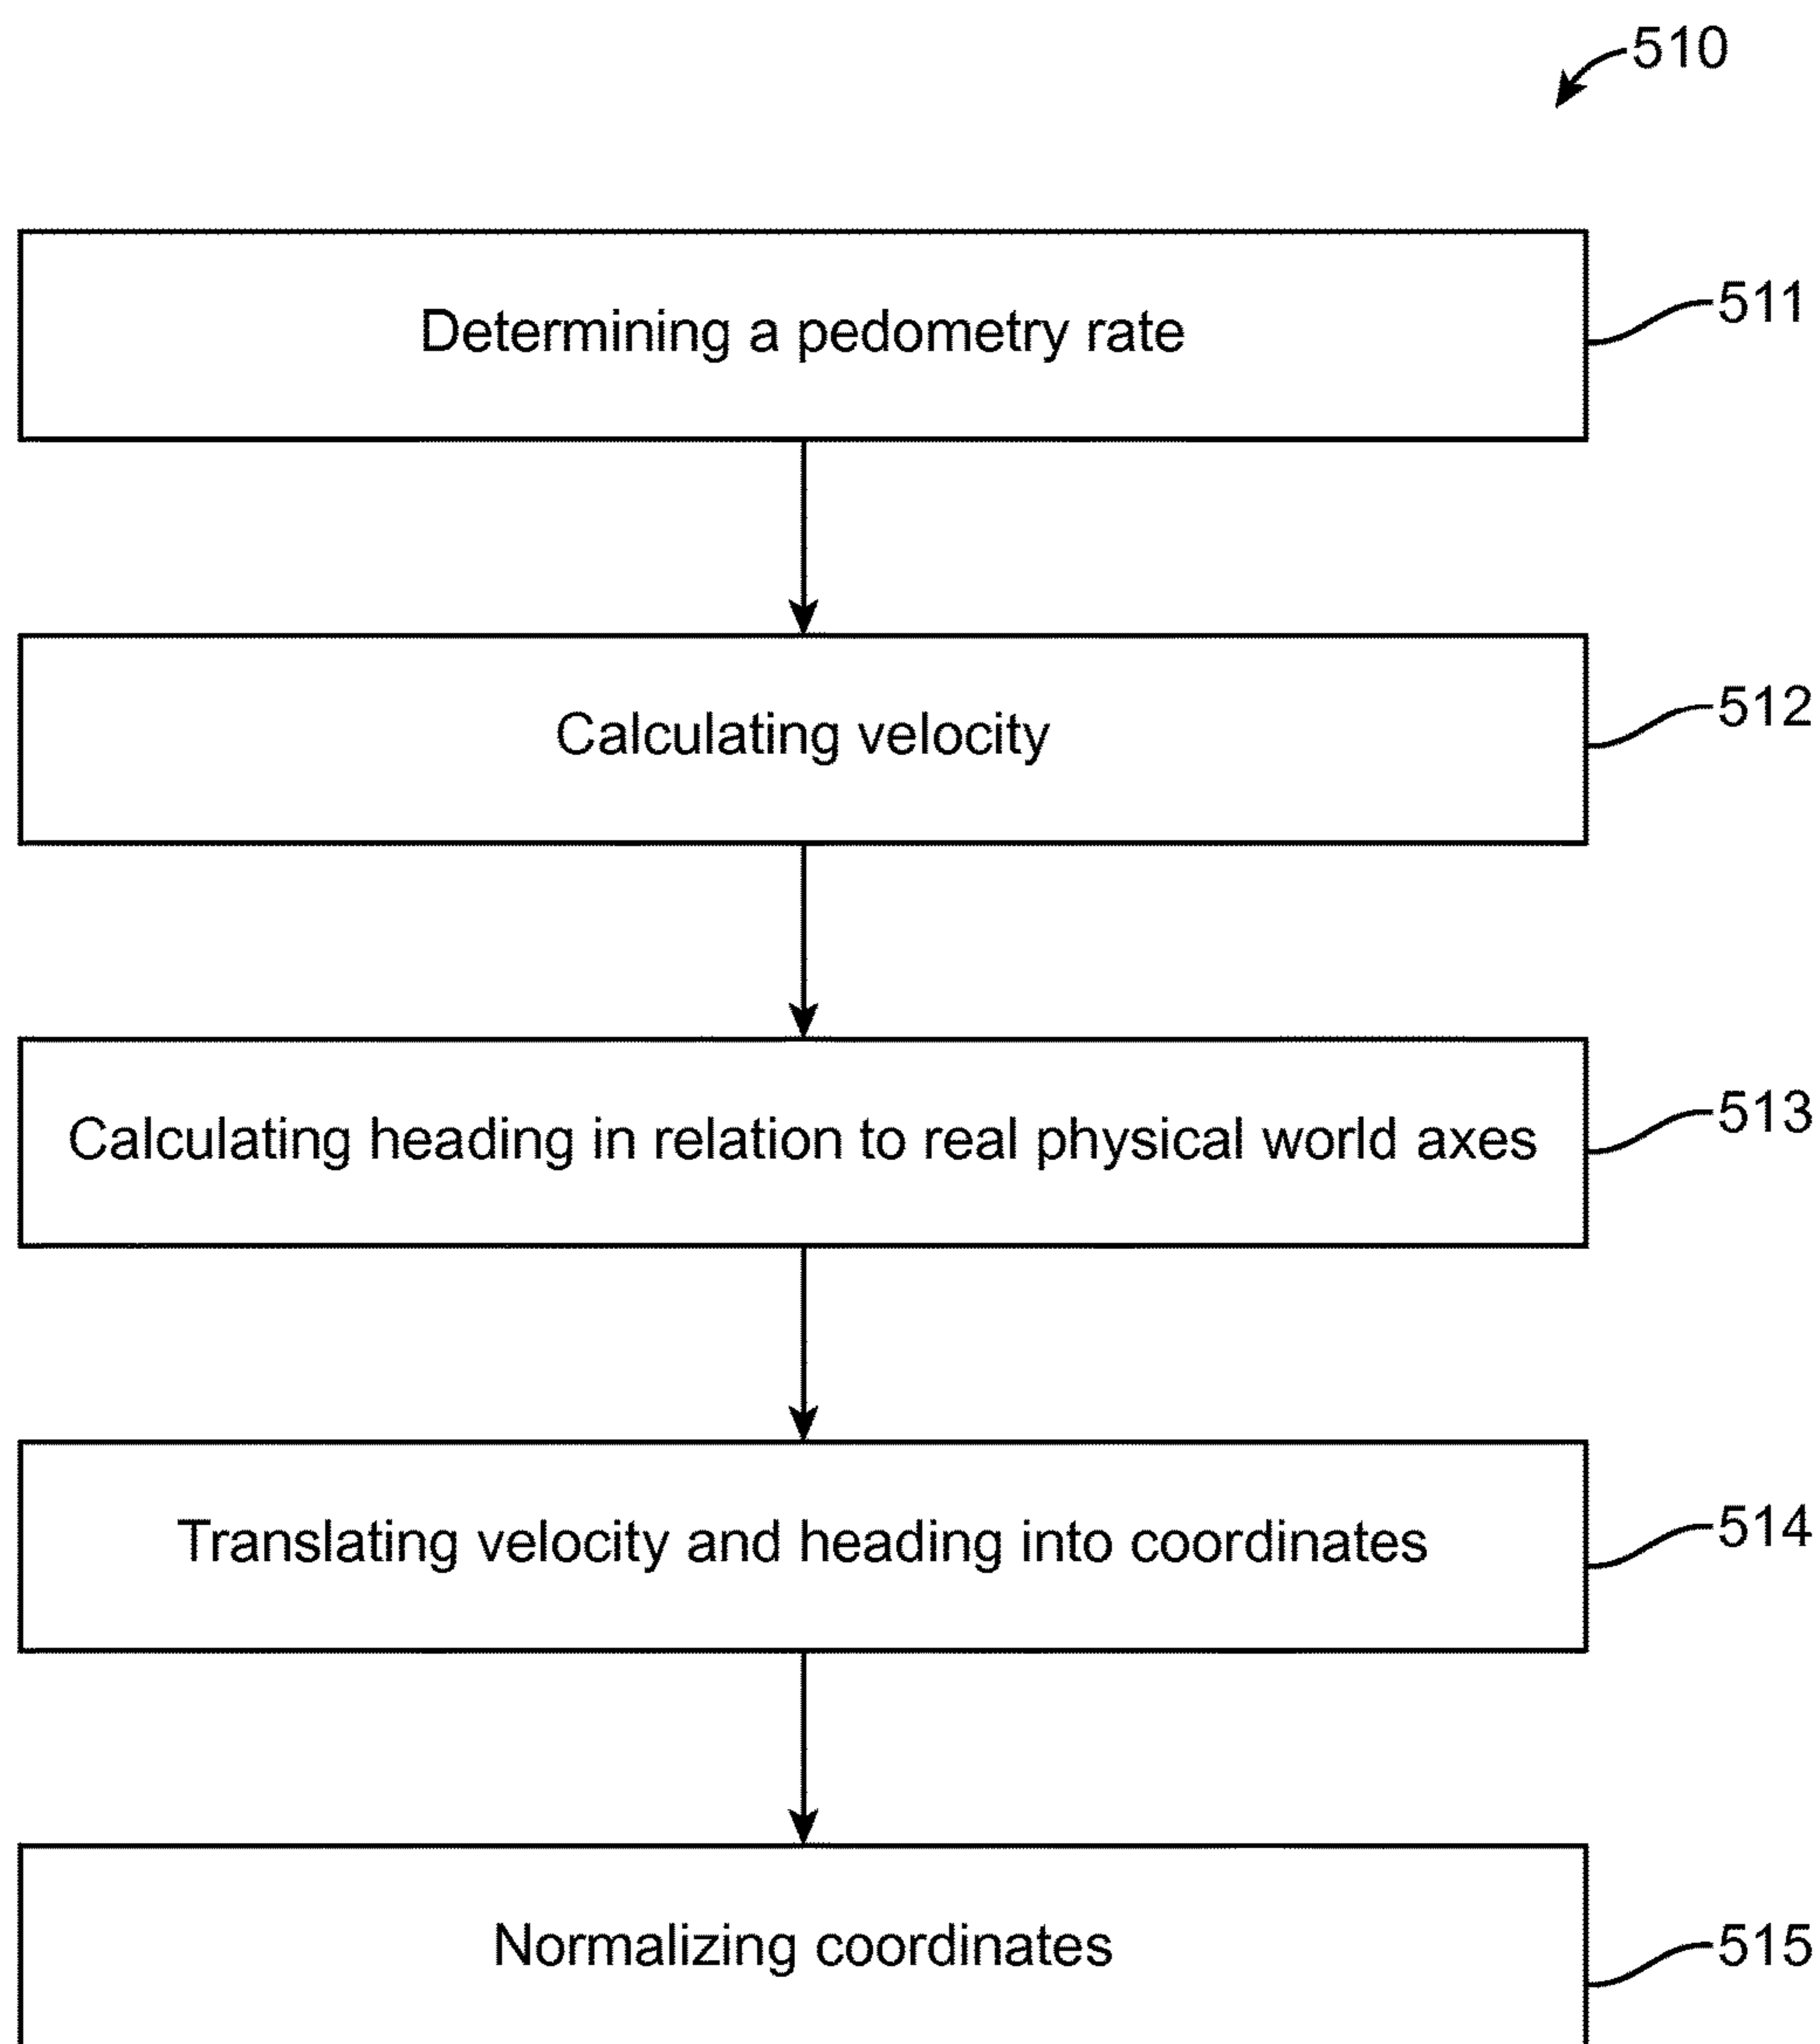 510
Determining a pedometry rate
511
Calculating velocity
512
Calculating heading in relation to real physical world axes
513
Translating velocity and heading into coordinates
514
Normalizing coordinates
515